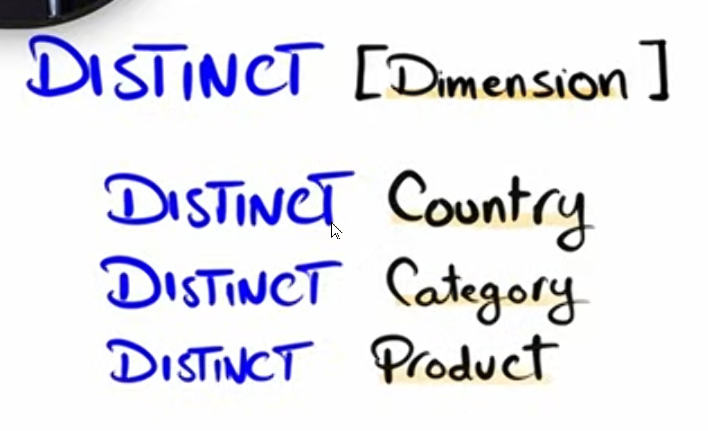 DISTINCT [Dimension]
DISTINCT Country
DISTINCT Category
DISTINCT Product